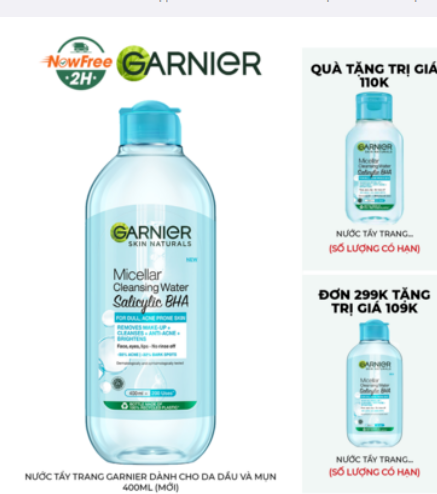 NowFree
2H
GARNIER
GARNIER
SKIN NATURALS
NEW
Micellar
Cleansing Water
Salicylic BHA
FOR DULL, ACNE PRONE SKIN
REMOVES MAKE-UP +
CLEANSES + ANTI-ACNE +
BRIGHTENS
Face, eyes, lips - No rinse off
400ml
NƯỚC TẨY TRANG GARNIER DÀNH CHO DA DẦU VÀ MỤN
400ML (MỚI)
QUÀ TẶNG TRỊ GIÁ
110K
GARNIER
Micellar
Cleansing Water
Salicylic BHA
NƯỚC TẨY TRANG...
(SỐ LƯỢNG CÓ HẠN)
ĐƠN 299K TẶNG
TRỊ GIÁ 109K
GARNIER
Micellar
Cleansing Water
Salicylic BHA
NƯỚC TẨY TRANG...
(SỐ LƯỢNG CÓ HẠN)